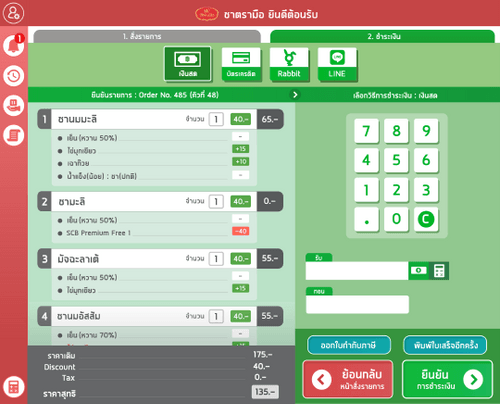 ชาตรามือ ยินดีต้อนรับ
1. สั่งรายการ
2. ชำระเงิน
1
เงินสด
บัตรเครดิต
Rabbit
LINE
ยืนยันรายการ : Order No. 485 (คิวที่ 48)
เลือกวิธีการชำระเงิน : เงินสด
1 ชานมมะลิ จำนวน 1 40.- 65.-
เย็น (หวาน 50%) -
ไข่มุกเขียว +15
เฉาก๊วย +10
น้ำแข็ง(น้อย) : ชา(ปกติ) -
2 ชามะลิ จำนวน 1 40.- 0.-
เย็น (หวาน 50%) -
SCB Premium Free 1 -40
3 มัจฉะลาเต้ จำนวน 1 40.- 55.-
เย็น (หวาน 50%) -
ไข่มุกเขียว +15
4 ชานมอัสสัม จำนวน 1 40.- 55.-
เย็น (หวาน 70%) -
ราคาเดิม 175.-
Discount 40.-
Tax 0.-
ราคาสุทธิ 135.-
7 8 9
4 5 6
1 2 3
. 0 C
รับ
ทอน
ออกใบกำกับภาษี
พิมพ์ใบเสร็จอีกครั้ง
ย้อนกลับ
หน้าสั่งรายการ
ยืนยัน
การชำระเงิน